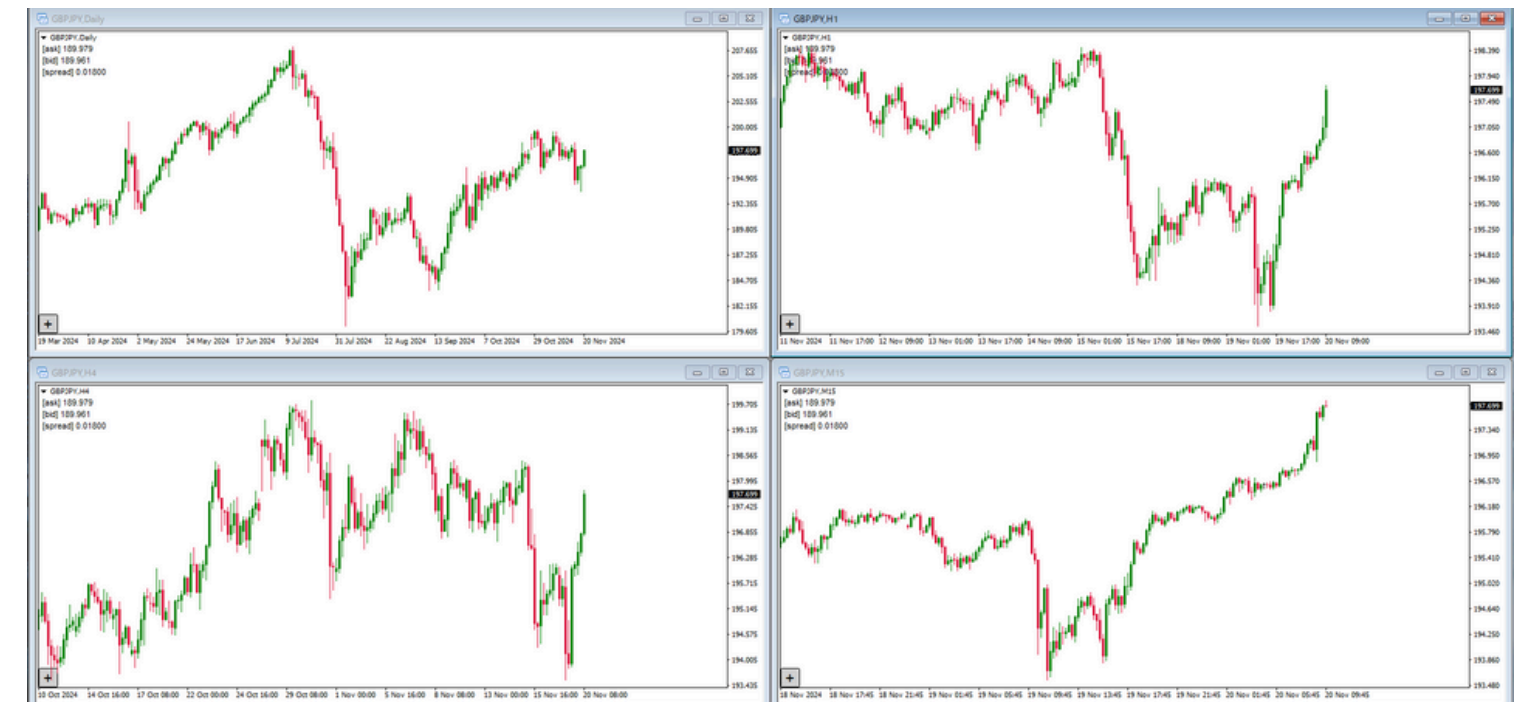 GBPJPY,Daily
GBPJPY,Daily
[ask] 189.979
[bid] 189.961
[spread] 0.01800
207.655
205.105
202.555
200.005
197.699
194.905
192.355
189.805
187.255
184.705
182.155
179.605
+
19 Mar 2024 10 Apr 2024 2 May 2024 24 May 2024 17 Jun 2024 9 Jul 2024 31 Jul 2024 22 Aug 2024 13 Sep 2024 7 Oct 2024 29 Oct 2024 20 Nov 2024
GBPJPY,H1
GBPJPY,H1
[ask] 189.979
[bid] 189.961
[spread] 0.01800
198.390
197.940
197.699
197.490
197.050
196.600
196.150
195.700
195.250
194.810
194.360
193.910
193.460
+
11 Nov 2024 11 Nov 17:00 12 Nov 09:00 13 Nov 01:00 13 Nov 17:00 14 Nov 09:00 15 Nov 01:00 15 Nov 17:00 18 Nov 09:00 19 Nov 01:00 19 Nov 17:00 20 Nov 09:00
GBPJPY,H4
GBPJPY,H4
[ask] 189.979
[bid] 189.961
[spread] 0.01800
199.705
199.135
198.565
197.995
197.699
197.425
196.855
196.285
195.715
195.145
194.575
194.005
193.435
+
10 Oct 2024 14 Oct 16:00 17 Oct 08:00 22 Oct 00:00 24 Oct 16:00 29 Oct 08:00 1 Nov 00:00 5 Nov 16:00 8 Nov 08:00 13 Nov 00:00 15 Nov 16:00 20 Nov 08:00
GBPJPY,M15
GBPJPY,M15
[ask] 189.979
[bid] 189.961
[spread] 0.01800
197.699
197.340
196.950
196.570
196.180
195.790
195.410
195.020
194.640
194.250
193.860
193.480
+
18 Nov 2024 18 Nov 17:45 18 Nov 21:45 19 Nov 01:45 19 Nov 05:45 19 Nov 09:45 19 Nov 13:45 19 Nov 17:45 19 Nov 21:45 20 Nov 01:45 20 Nov 05:45 20 Nov 09:45